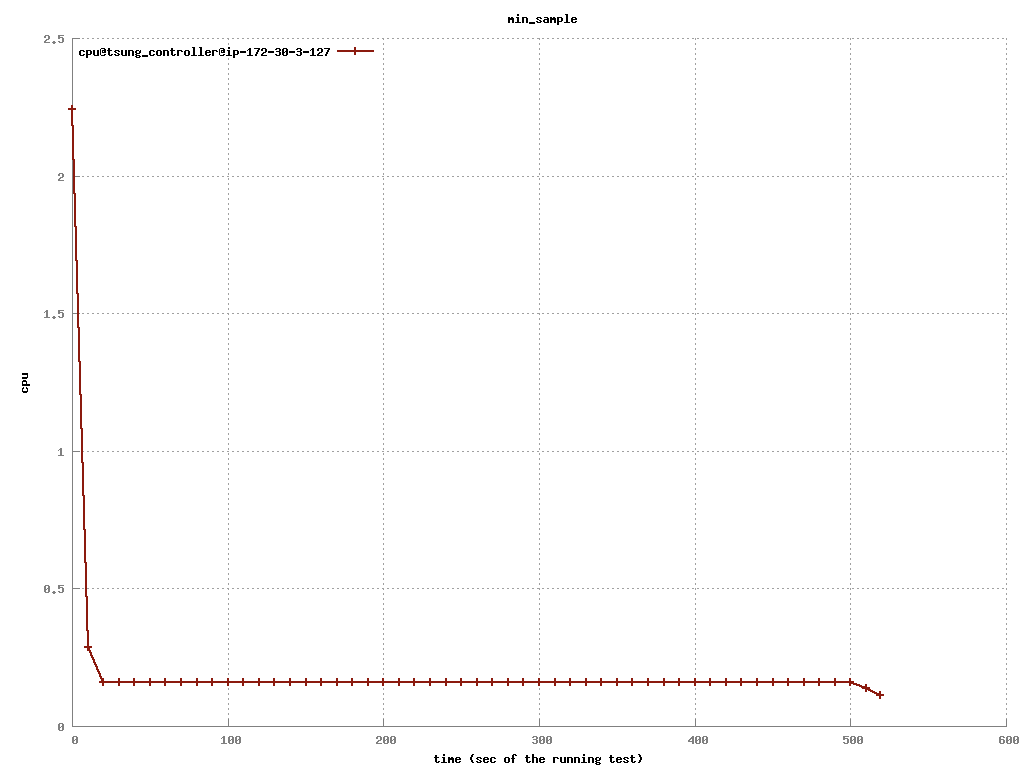 min_sample
cpu@tsung_controller@ip-172-30-3-127
2.5
2
1.5
1
0.5
0
cpu
0 100 200 300 400 500 600
time (sec of the running test)